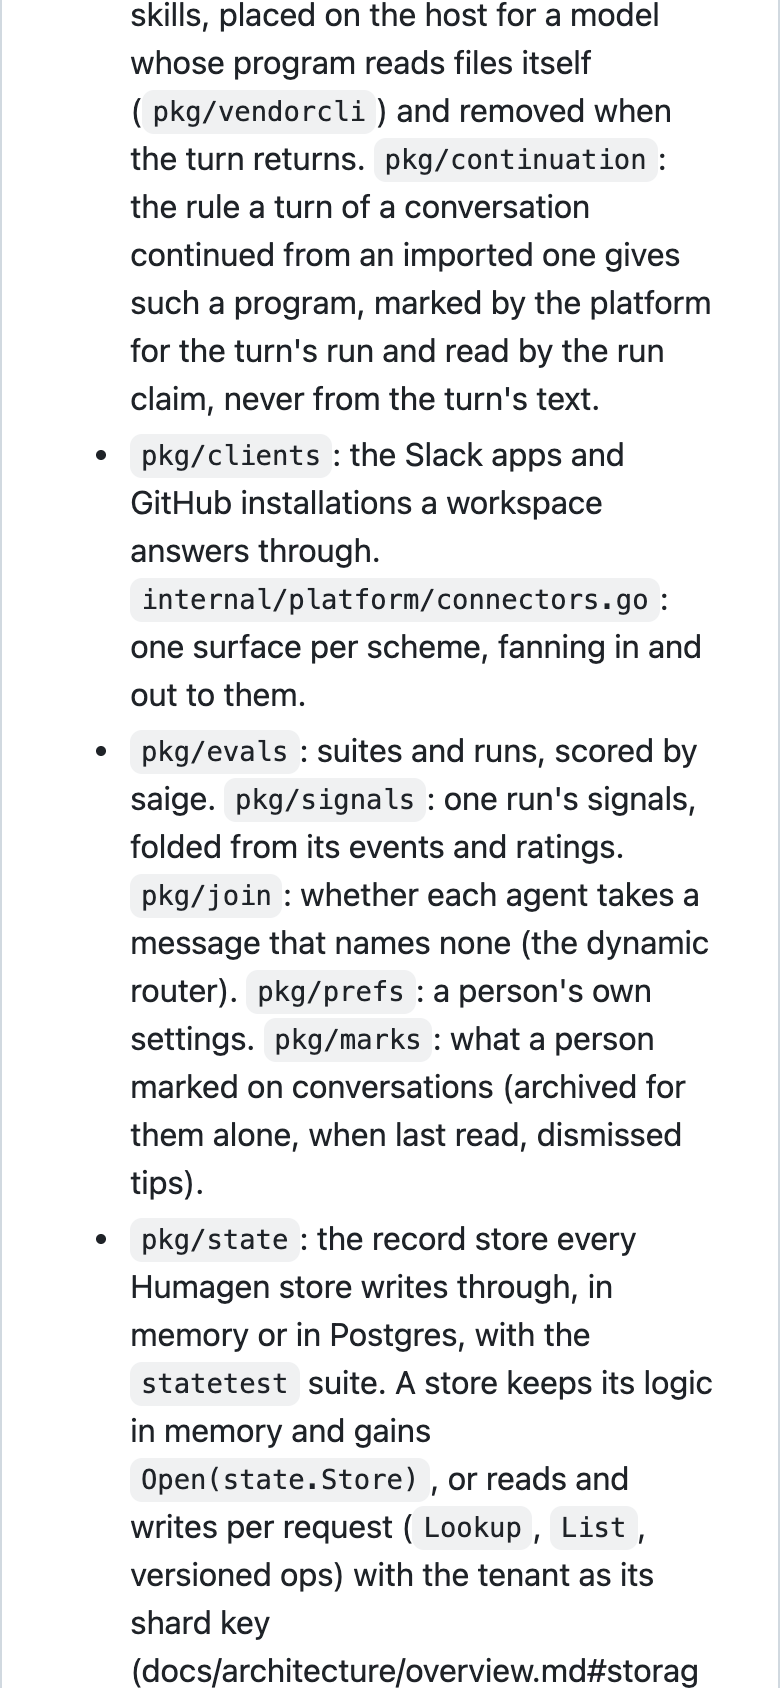 skills, placed on the host for a model
whose program reads files itself
(pkg/vendorcli) and removed when
the turn returns. pkg/continuation:
the rule a turn of a conversation
continued from an imported one gives
such a program, marked by the platform
for the turn's run and read by the run
claim, never from the turn's text.
• pkg/clients: the Slack apps and
GitHub installations a workspace
answers through.
internal/platform/connectors.go:
one surface per scheme, fanning in and
out to them.
• pkg/evals: suites and runs, scored by
saige. pkg/signals: one run's signals,
folded from its events and ratings.
pkg/join: whether each agent takes a
message that names none (the dynamic
router). pkg/prefs: a person's own
settings. pkg/marks: what a person
marked on conversations (archived for
them alone, when last read, dismissed
tips).
• pkg/state: the record store every
Humagen store writes through, in
memory or in Postgres, with the
statetest suite. A store keeps its logic
in memory and gains
Open(state.Store), or reads and
writes per request (Lookup, List,
versioned ops) with the tenant as its
shard key
(docs/architecture/overview.md#storag